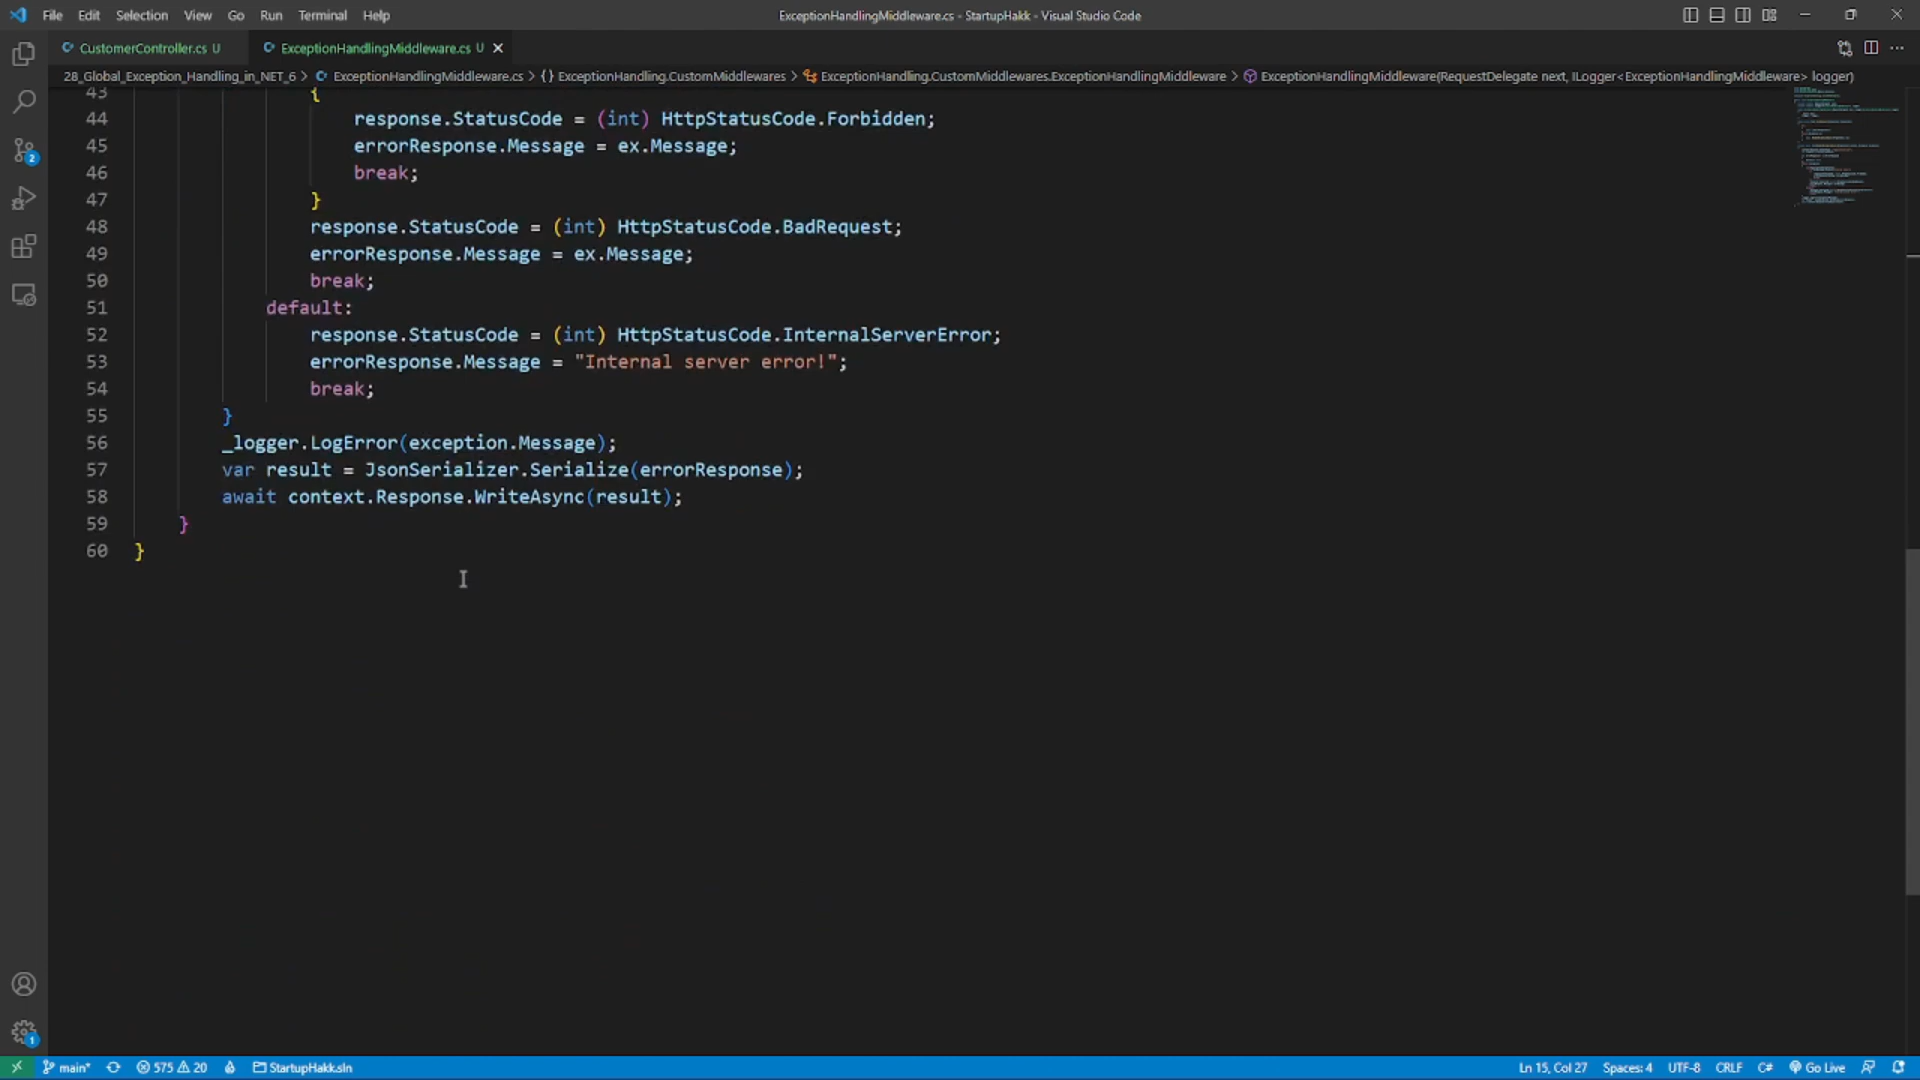 File Edit Selection View Go Run Terminal Help ExceptionHandlingMiddleware.cs - StartupHakk - Visual Studio Code
CustomerController.cs U ExceptionHandlingMiddleware.cs U
28_Global_Exception_Handling_in_NET_6 > ExceptionHandlingMiddleware.cs > {} ExceptionHandling.CustomMiddlewares > ExceptionHandling.CustomMiddlewares.ExceptionHandlingMiddleware > ExceptionHandlingMiddleware(RequestDelegate next, ILogger<ExceptionHandlingMiddleware> logger)
43 {
44 response.StatusCode = (int) HttpStatusCode.Forbidden;
45 errorResponse.Message = ex.Message;
46 break;
47 }
48 response.StatusCode = (int) HttpStatusCode.BadRequest;
49 errorResponse.Message = ex.Message;
50 break;
51 default:
52 response.StatusCode = (int) HttpStatusCode.InternalServerError;
53 errorResponse.Message = "Internal server error!";
54 break;
55 }
56 _logger.LogError(exception.Message);
57 var result = JsonSerializer.Serialize(errorResponse);
58 await context.Response.WriteAsync(result);
59 }
60 }
2
1
main* 575 20 StartupHakk.sln Ln 15, Col 27 Spaces: 4 UTF-8 CRLF C# Go Live